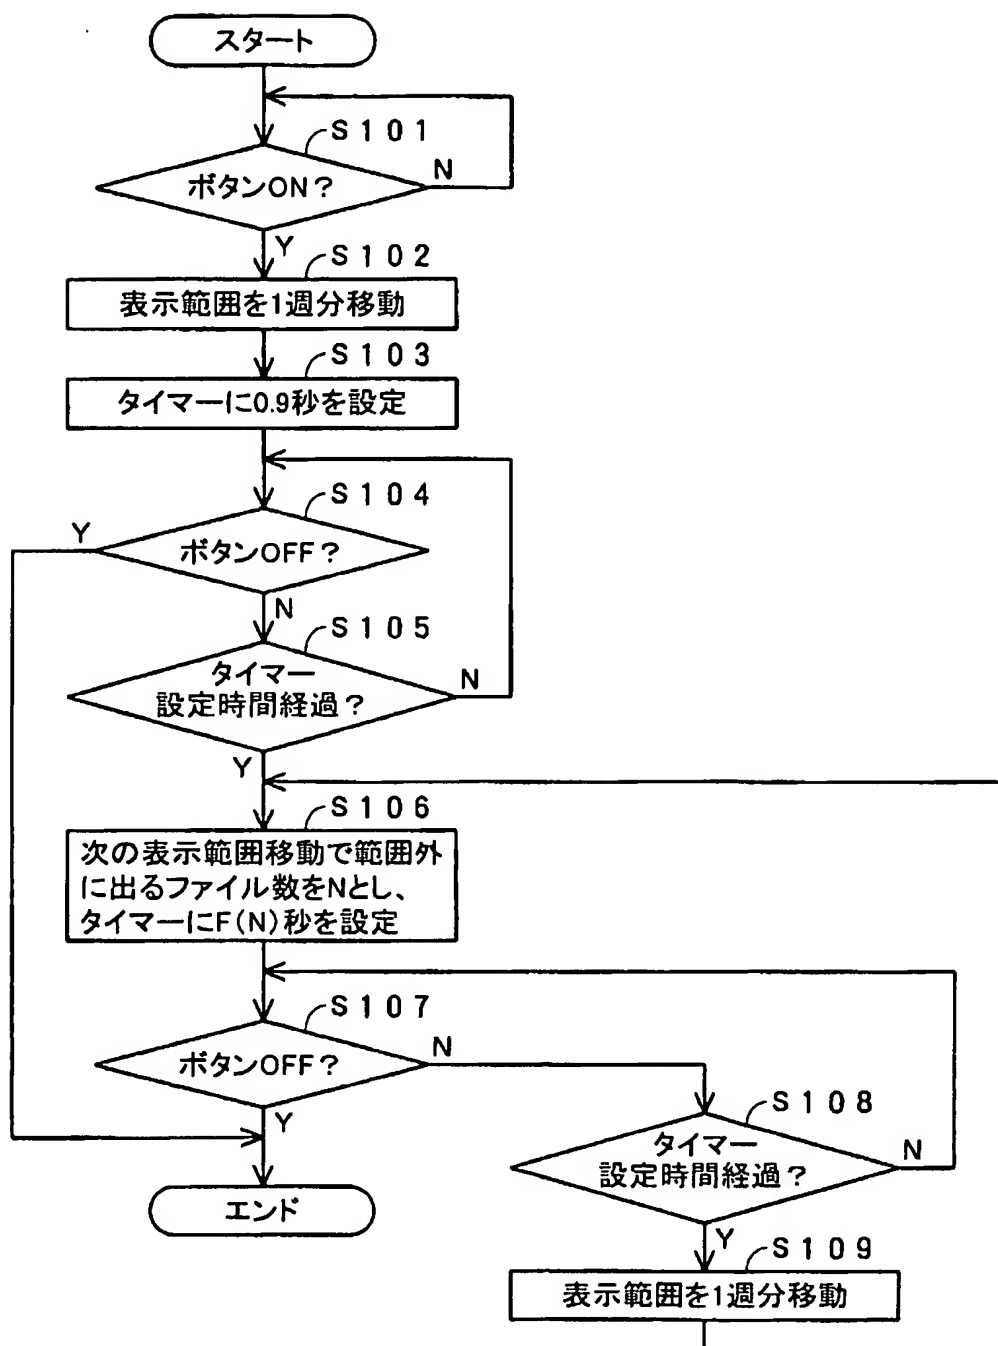 スタート
S101
ボタンON?
N
Y
S102
表示範囲を1週分移動
S103
タイマーに0.9秒を設定
S104
Y
ボタンOFF?
N
S105
タイマー
設定時間経過?
N
Y
S106
次の表示範囲移動で範囲外
に出るファイル数をNとし、
タイマーにF(N)秒を設定
S107
ボタンOFF?
N
Y
S108
タイマー
設定時間経過?
N
Y
エンド
S109
表示範囲を1週分移動